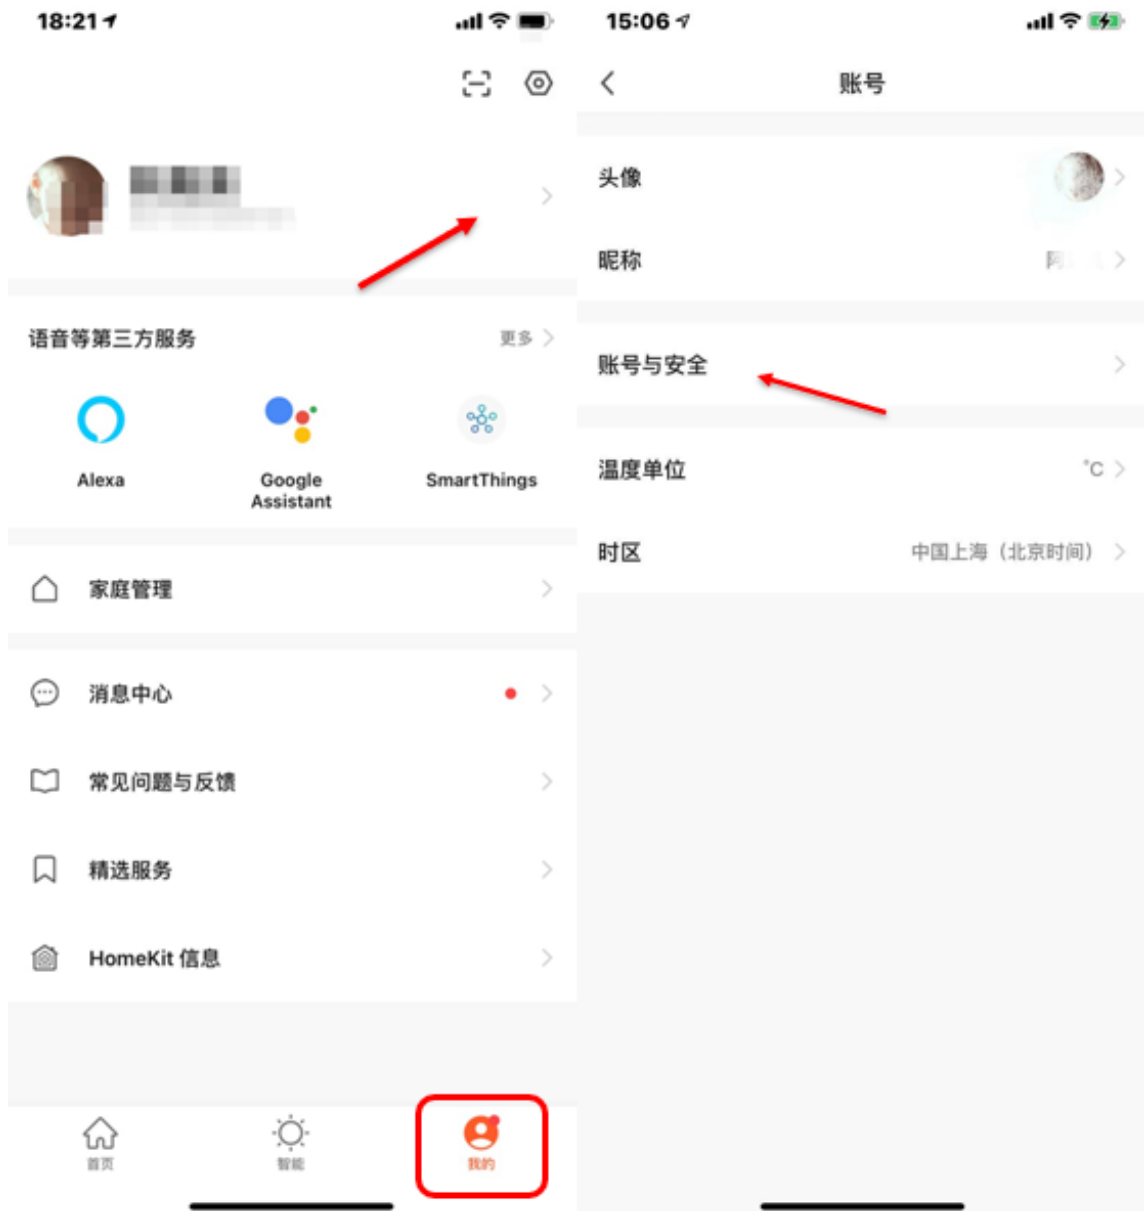 18:21
语音等第三方服务
更多
Alexa
Google
Assistant
SmartThings
家庭管理
消息中心
常见问题与反馈
精选服务
HomeKit 信息
首页
智能
我的
15:06
账号
头像
昵称
账号与安全
温度单位
°C
时区
中国上海（北京时间）